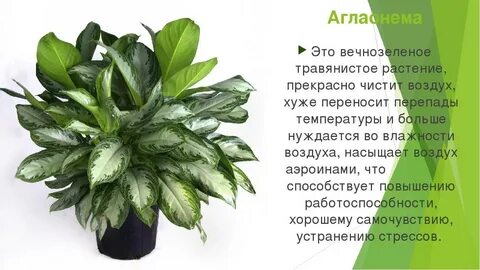 Аглаонема
Это вечнозеленое
травянистое растение,
прекрасно чистит воздух,
хуже переносит перепады
температуры и больше
нуждается во влажности
воздуха, насыщает воздух
аэроинами, что
способствует повышению
работоспособности,
хорошему самочувствию,
устранению стрессов.